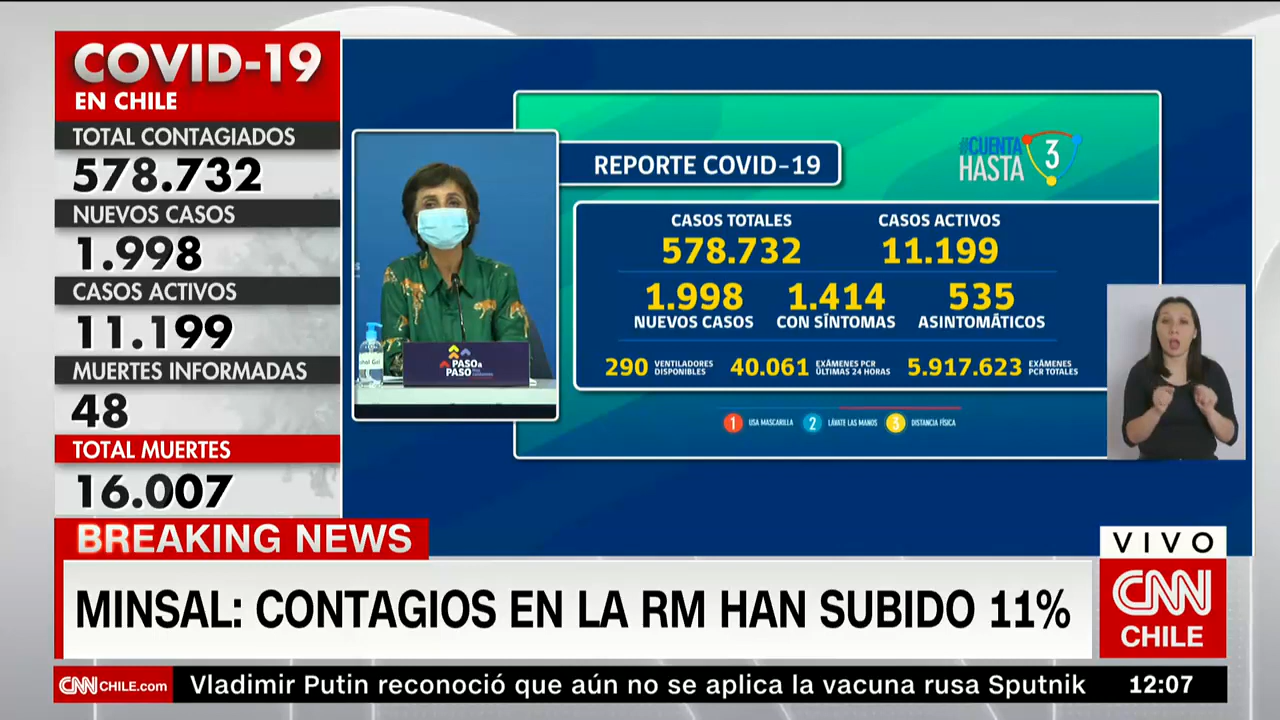 COVID-19
EN CHILE
TOTAL CONTAGIADOS
578.732
NUEVOS CASOS
1.998
CASOS ACTIVOS
11.199
MUERTES INFORMADAS
48
TOTAL MUERTES
16.007
#CUENTA
HASTA 3
REPORTE COVID-19
CASOS TOTALES CASOS ACTIVOS
578.732 11.199
1.998 1.414 535
NUEVOS CASOS CON SÍNTOMAS ASINTOMÁTICOS
290 VENTILADORES DISPONIBLES 40.061 EXÁMENES PCR ÚLTIMAS 24 HORAS 5.917.623 EXÁMENES PCR TOTALES
1 USA MASCARILLA 2 LÁVATE LAS MANOS 3 DISTANCIA FÍSICA
PASO a
PASO
BREAKING NEWS
MINSAL: CONTAGIOS EN LA RM HAN SUBIDO 11%
VIVO
CNN
CHILE
CNNCHILE.com Vladimir Putin reconoció que aún no se aplica la vacuna rusa Sputnik 12:07